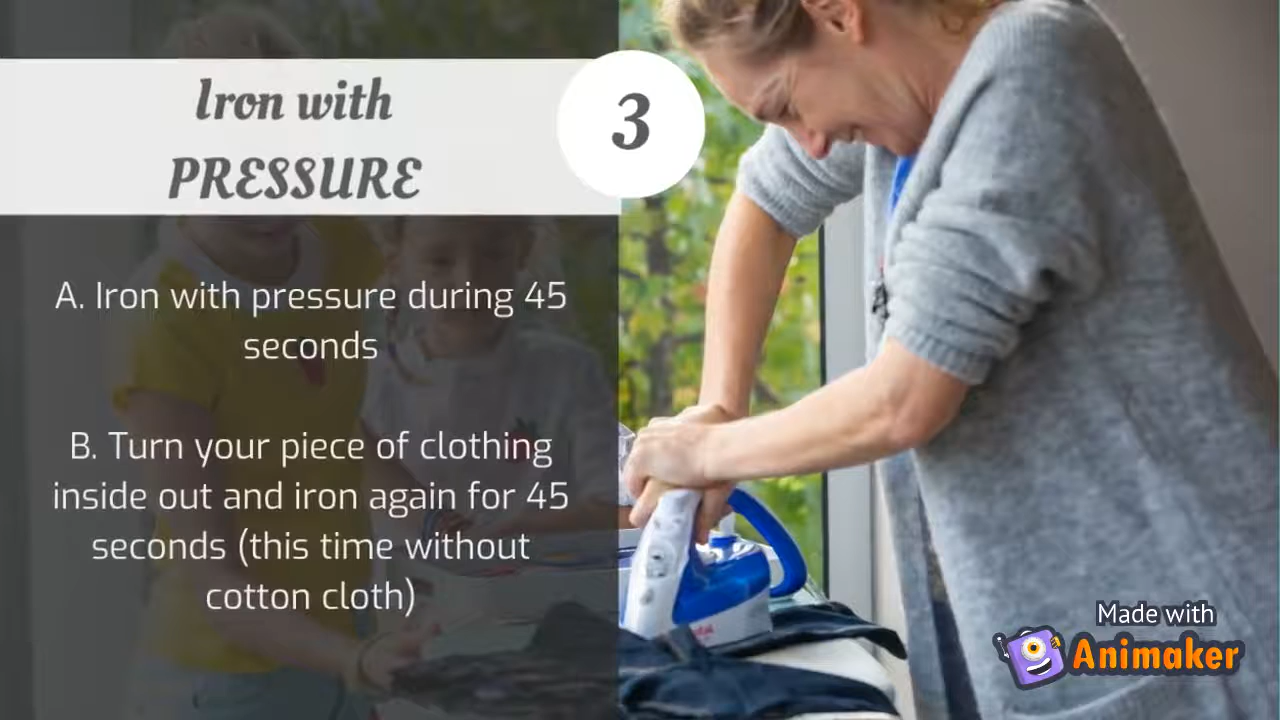 Iron with
PRESSURE
3
A. Iron with pressure during 45
seconds
B. Turn your piece of clothing
inside out and iron again for 45
seconds (this time without
cotton cloth)
Made with
Animaker